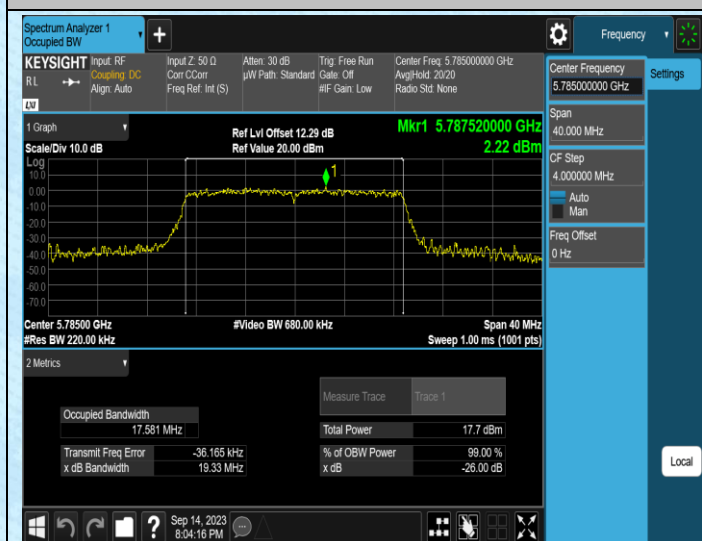 Spectrum Analyzer 1
Occupied BW
Frequency
KEYSIGHT
RL
LXI
Input: RF
Coupling: DC
Align: Auto
Input Z: 50 Ω
Corr CCorr
Freq Ref: Int (S)
Atten: 30 dB
µW Path: Standard
Trig: Free Run
Gate: Off
#IF Gain: Low
Center Freq: 5.785000000 GHz
Avg|Hold: 20/20
Radio Std: None
Center Frequency
5.785000000 GHz
Settings
Span
40.000 MHz
CF Step
4.000000 MHz
Auto
Man
Freq Offset
0 Hz
1 Graph
Scale/Div 10.0 dB
Ref Lvl Offset 12.29 dB
Ref Value 20.00 dBm
Mkr1 5.787520000 GHz
2.22 dBm
Log
10.0
0.00
-10.0
-20.0
-30.0
-40.0
-50.0
-60.0
-70.0
1
Center 5.78500 GHz
#Res BW 220.00 kHz
#Video BW 680.00 kHz
Span 40 MHz
Sweep 1.00 ms (1001 pts)
2 Metrics
Measure Trace
Trace 1
Occupied Bandwidth
17.581 MHz
Total Power
17.7 dBm
Transmit Freq Error
-36.165 kHz
% of OBW Power
99.00 %
x dB Bandwidth
19.33 MHz
x dB
-26.00 dB
Local
Sep 14, 2023
8:04:16 PM